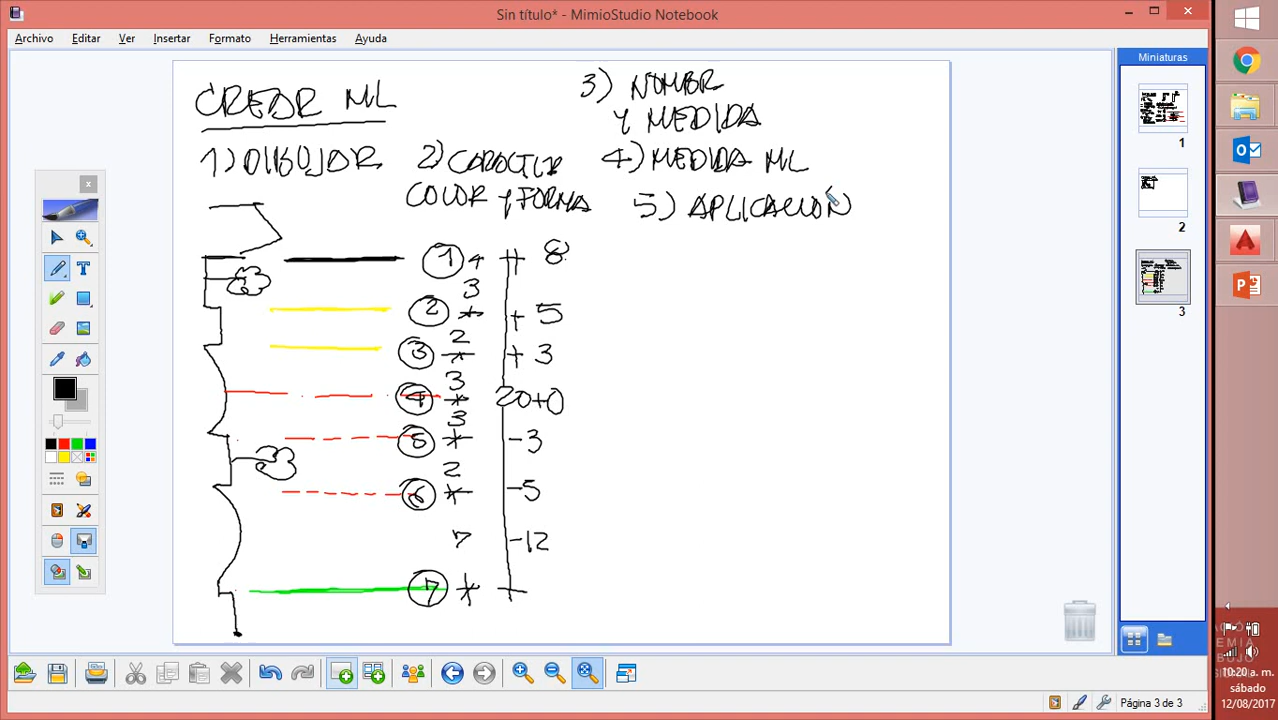 Sin título* - MimioStudio Notebook
Archivo Editar Ver Insertar Formato Herramientas Ayuda
Miniaturas
CREAR ML
3) NOMBR
Y MEDIDA
1) DIBUJAR
2) CARACTER
COLOR Y FORMA
4) MEDIDA ML
5) APLICACIÓN
1 4 + 8
3
2 + 5
2
3 + 3
3
4 20+0
3
5 -3
2
6 -5
7 -12
7
1
2
3
10:20 a.m.
sábado
12/08/2017
Página 3 de 3